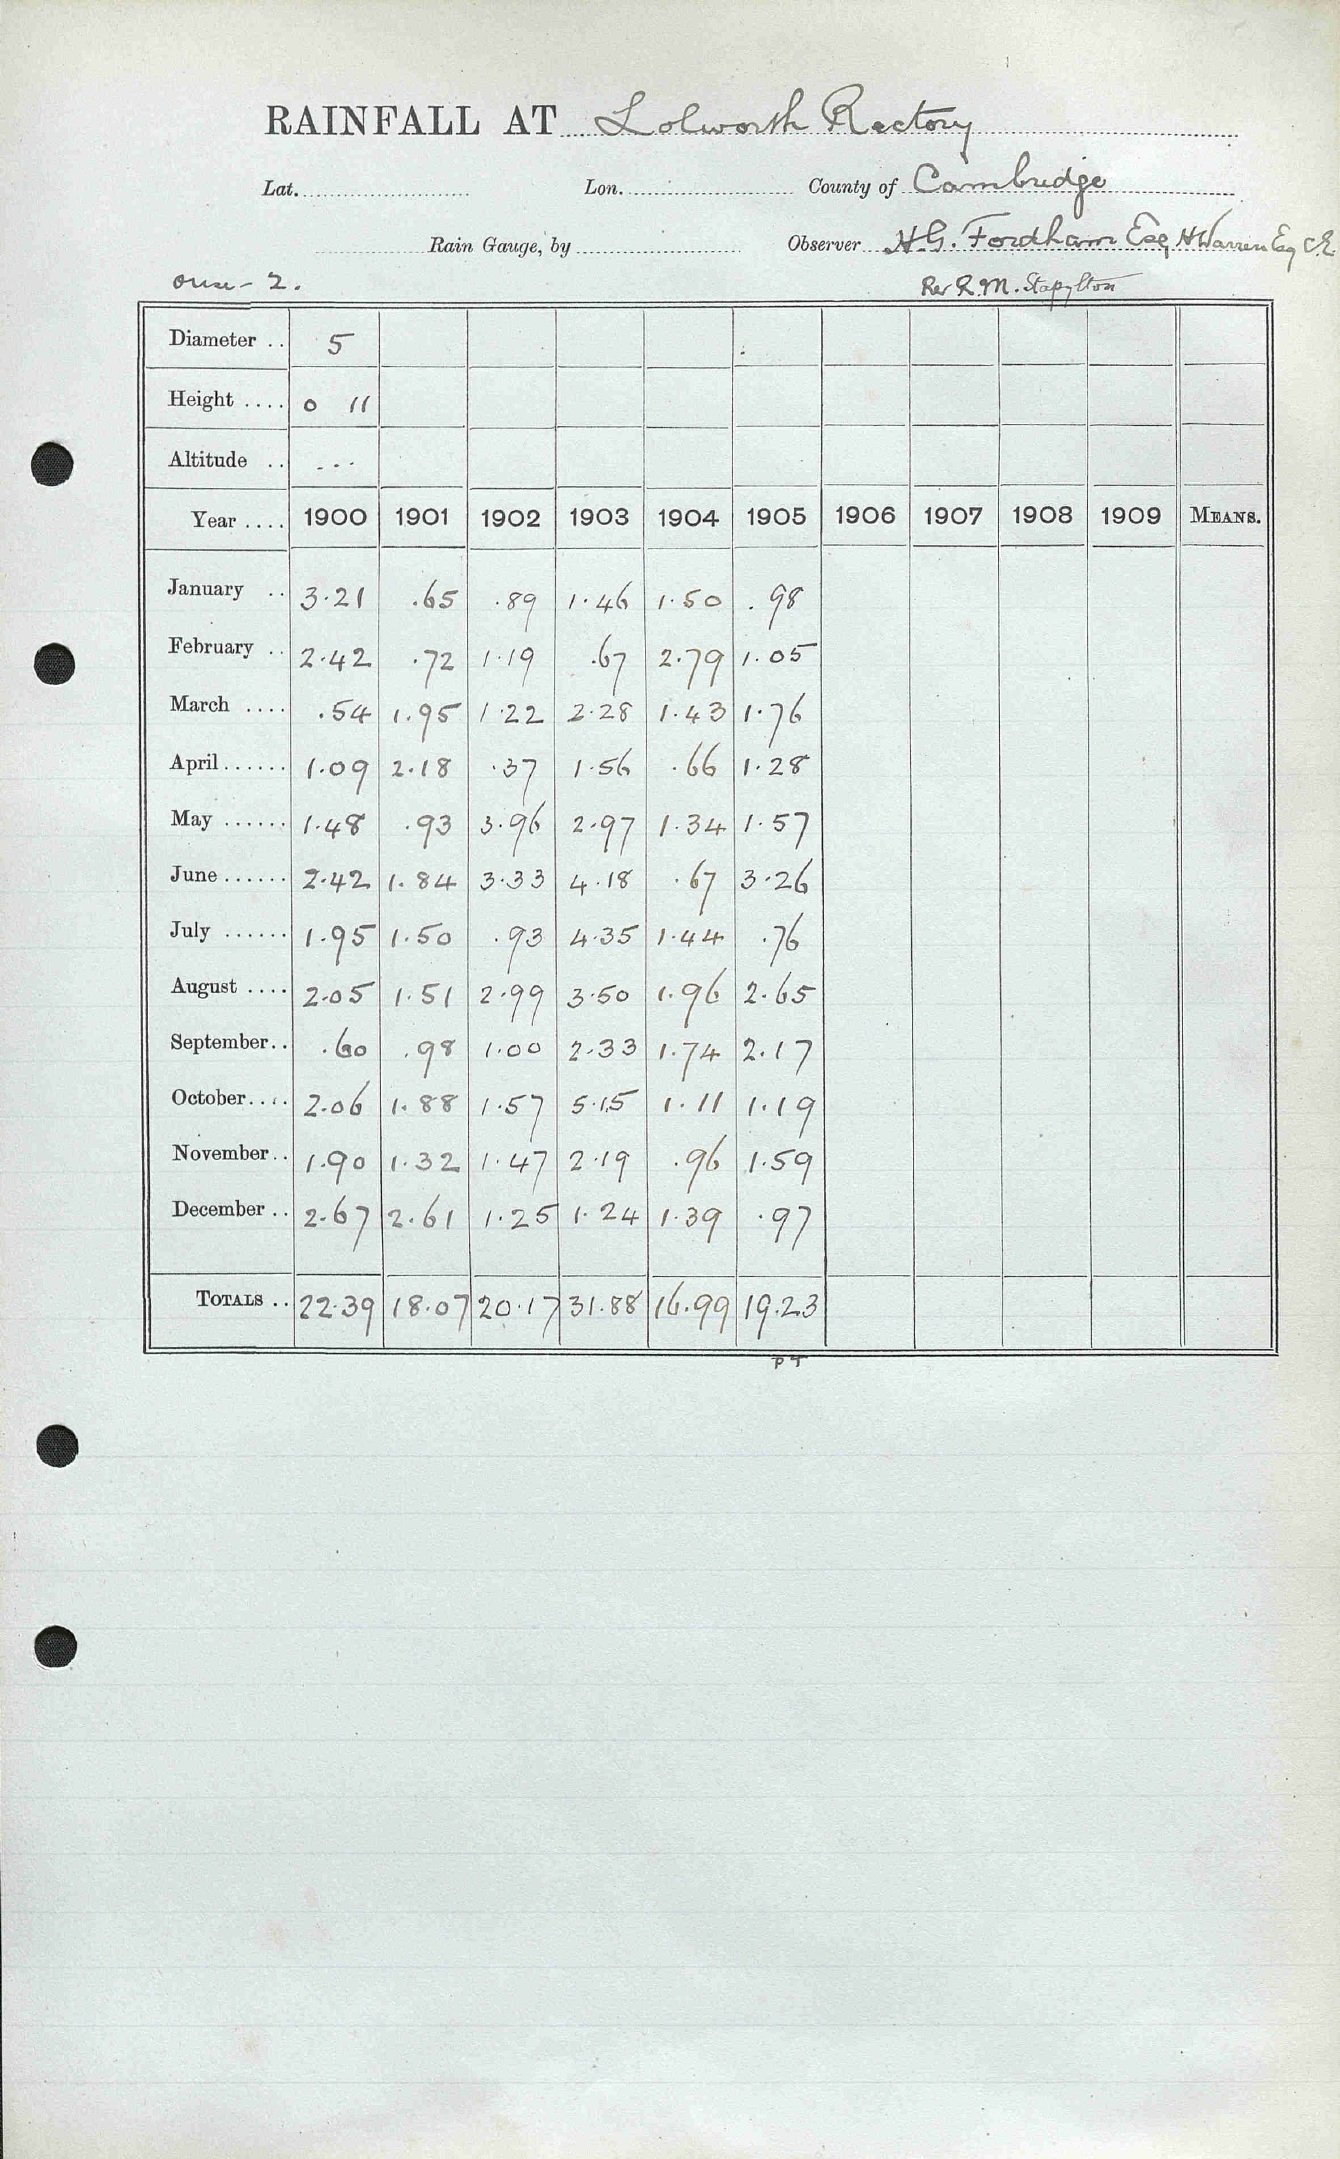 RAINFALL AT Lolworth Rectory
Lat. Lon. County of Cambridge
Rain Gauge, by Observer H.G. Fordham Esq H Warren Esq C.E
Ouse - 2. Rev R.M. Stapylton
Diameter .. 5
Height .... 0 11
Altitude .. ...
Year .... 1900 1901 1902 1903 1904 1905 1906 1907 1908 1909 MEANS.
January .. 3.21 .65 .89 1.46 1.50 .98
February .. 2.42 .72 1.19 .67 2.79 1.05
March .... .54 1.95 1.22 2.28 1.43 1.76
April ...... 1.09 2.18 .37 1.56 .66 1.28
May ...... 1.48 .93 3.96 2.97 1.34 1.57
June ...... 2.42 1.84 3.33 4.18 .67 3.26
July ...... 1.95 1.50 .93 4.35 1.44 .76
August .... 2.05 1.51 2.99 3.50 1.96 2.65
September.. .60 .98 1.00 2.33 1.74 2.17
October.... 2.06 1.88 1.57 5.15 1.11 1.19
November.. 1.90 1.32 1.47 2.19 .96 1.59
December .. 2.67 2.61 1.25 1.24 1.39 .97
TOTALS .. 22.39 18.07 20.17 31.88 16.99 19.23
PT